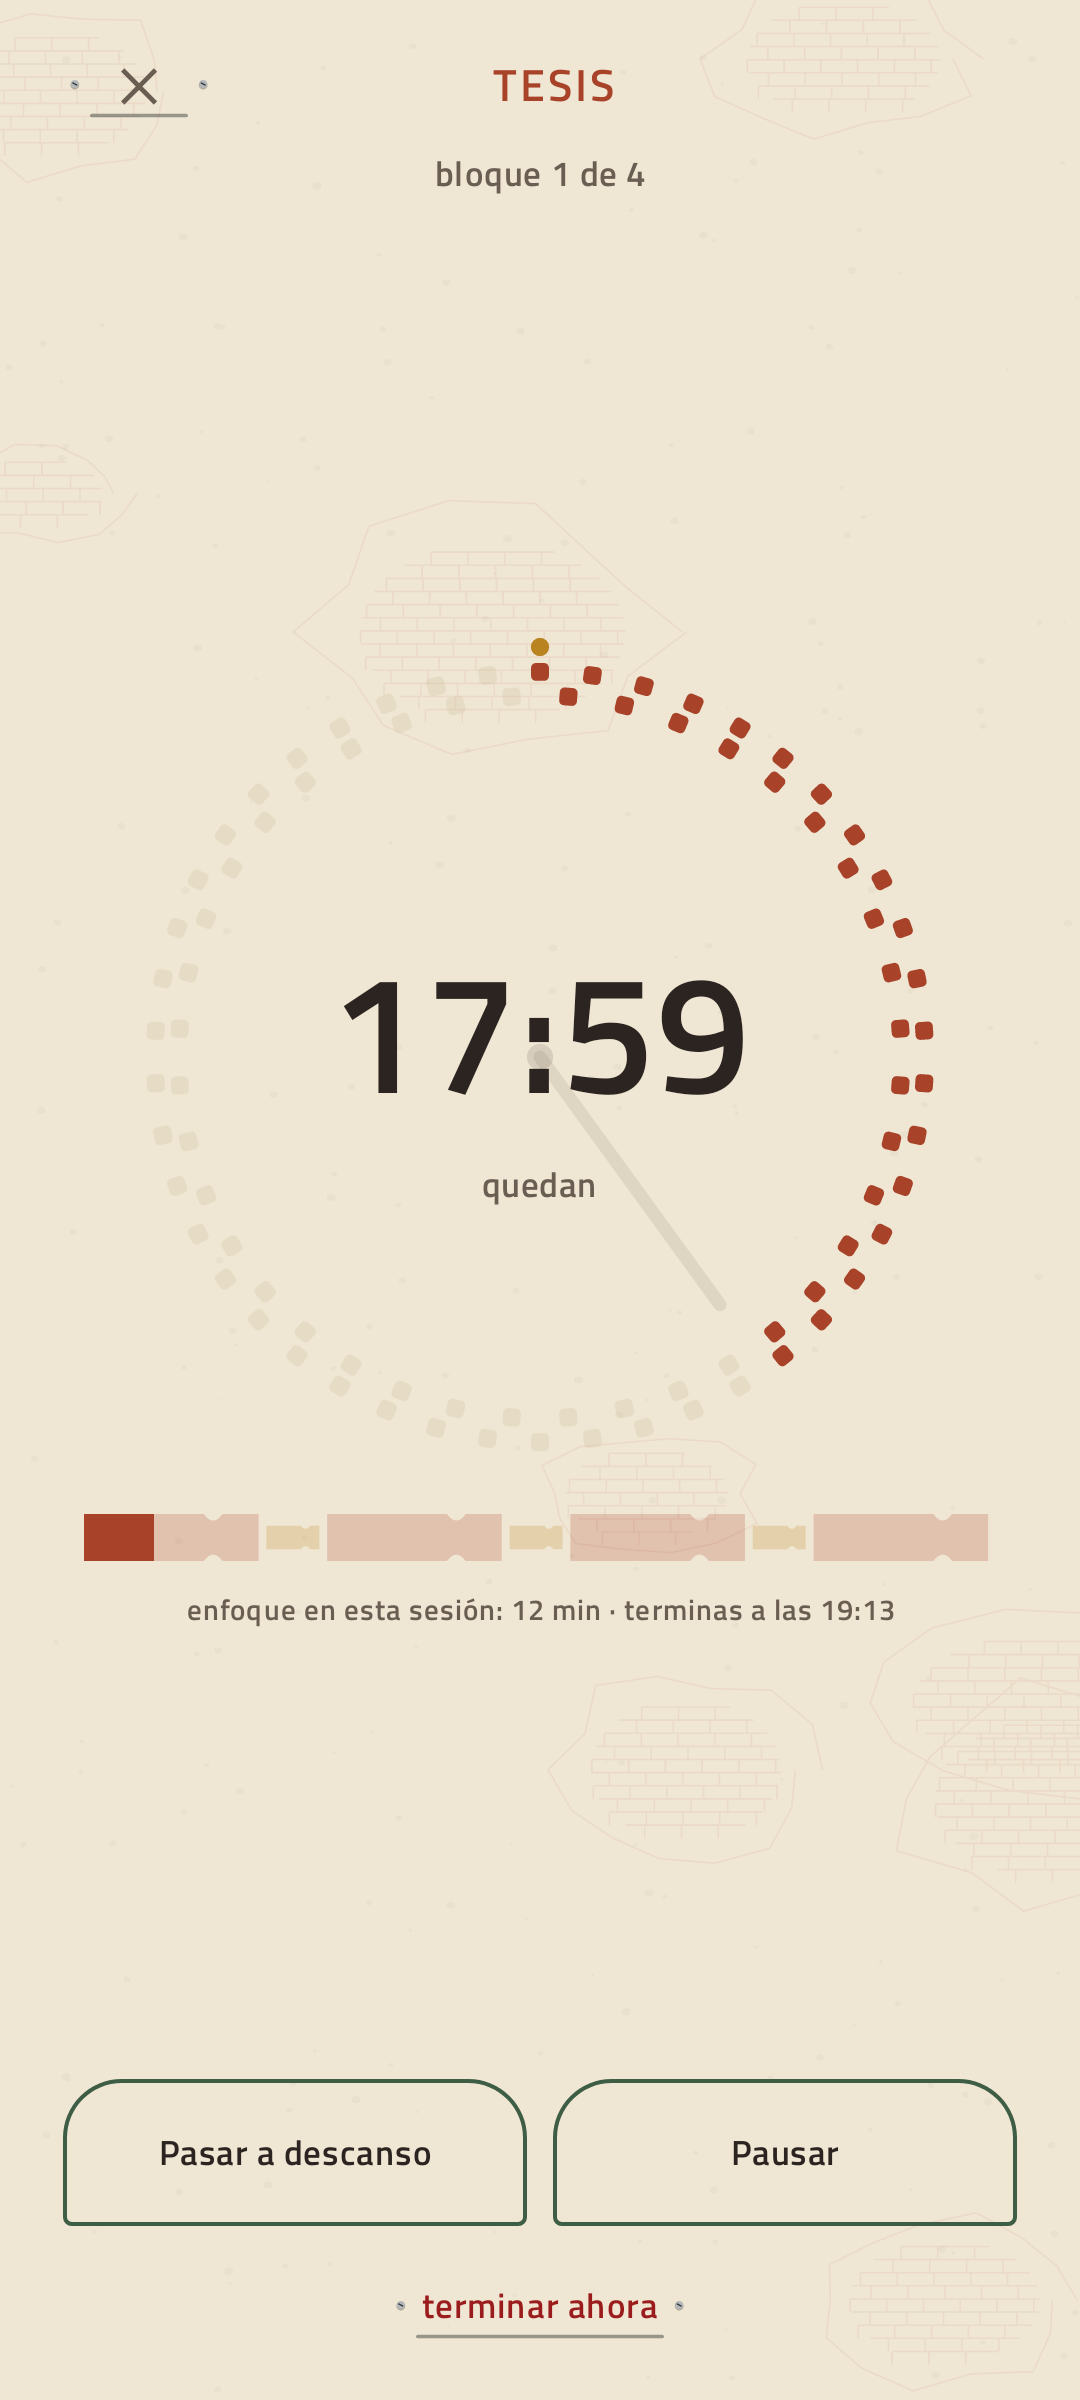 TESIS
bloque 1 de 4
17:59
quedan
enfoque en esta sesión: 12 min · terminas a las 19:13
Pasar a descanso
Pausar
terminar ahora